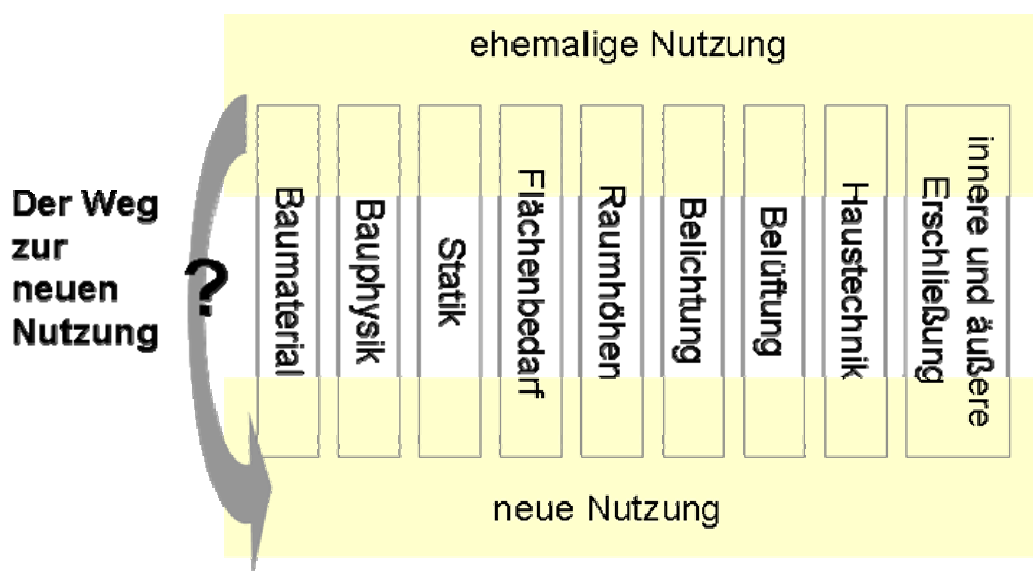 ehemalige Nutzung
Der Weg
zur
neuen
Nutzung
?
Baumaterial
Bauphysik
Statik
Flächenbedarf
Raumhöhen
Belichtung
Belüftung
Haustechnik
innere und äußere
Erschließung
neue Nutzung